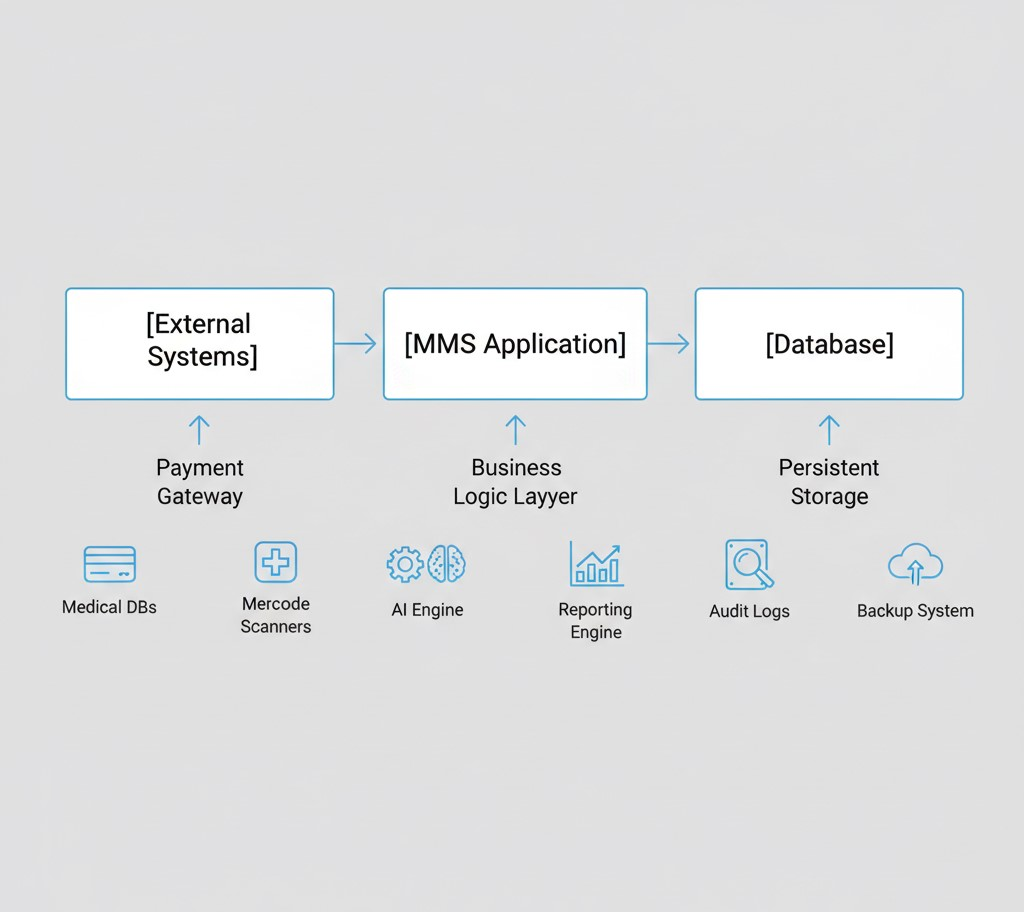 [External
Systems]
[MMS Application]
[Database]
Payment
Gateway
Business
Logic Layyer
Persistent
Storage
Medical DBs
Mercode
Scanners
AI Engine
Reporting
Engine
Audit Logs
Backup System